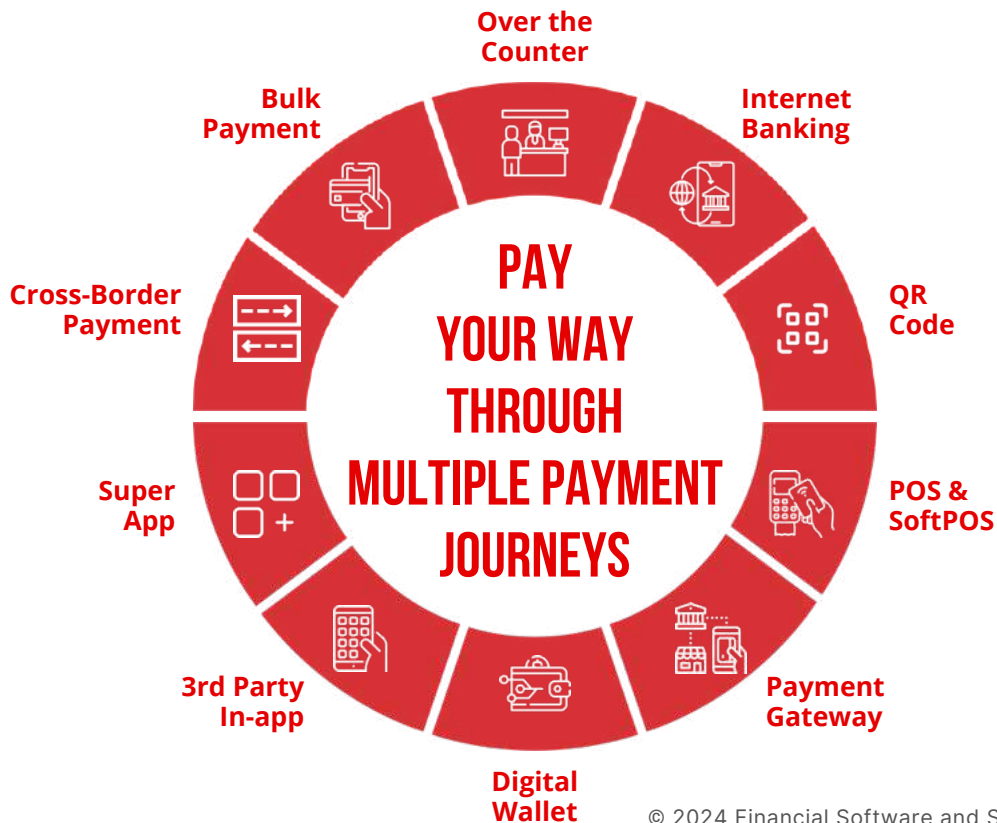 Over the
Counter
Internet
Banking
QR
Code
POS &
SoftPOS
Payment
Gateway
Digital
Wallet
3rd Party
In-app
Super
App
Cross-Border
Payment
Bulk
Payment
PAY
YOUR WAY
THROUGH
MULTIPLE PAYMENT
JOURNEYS
© 2024 Financial Software and S